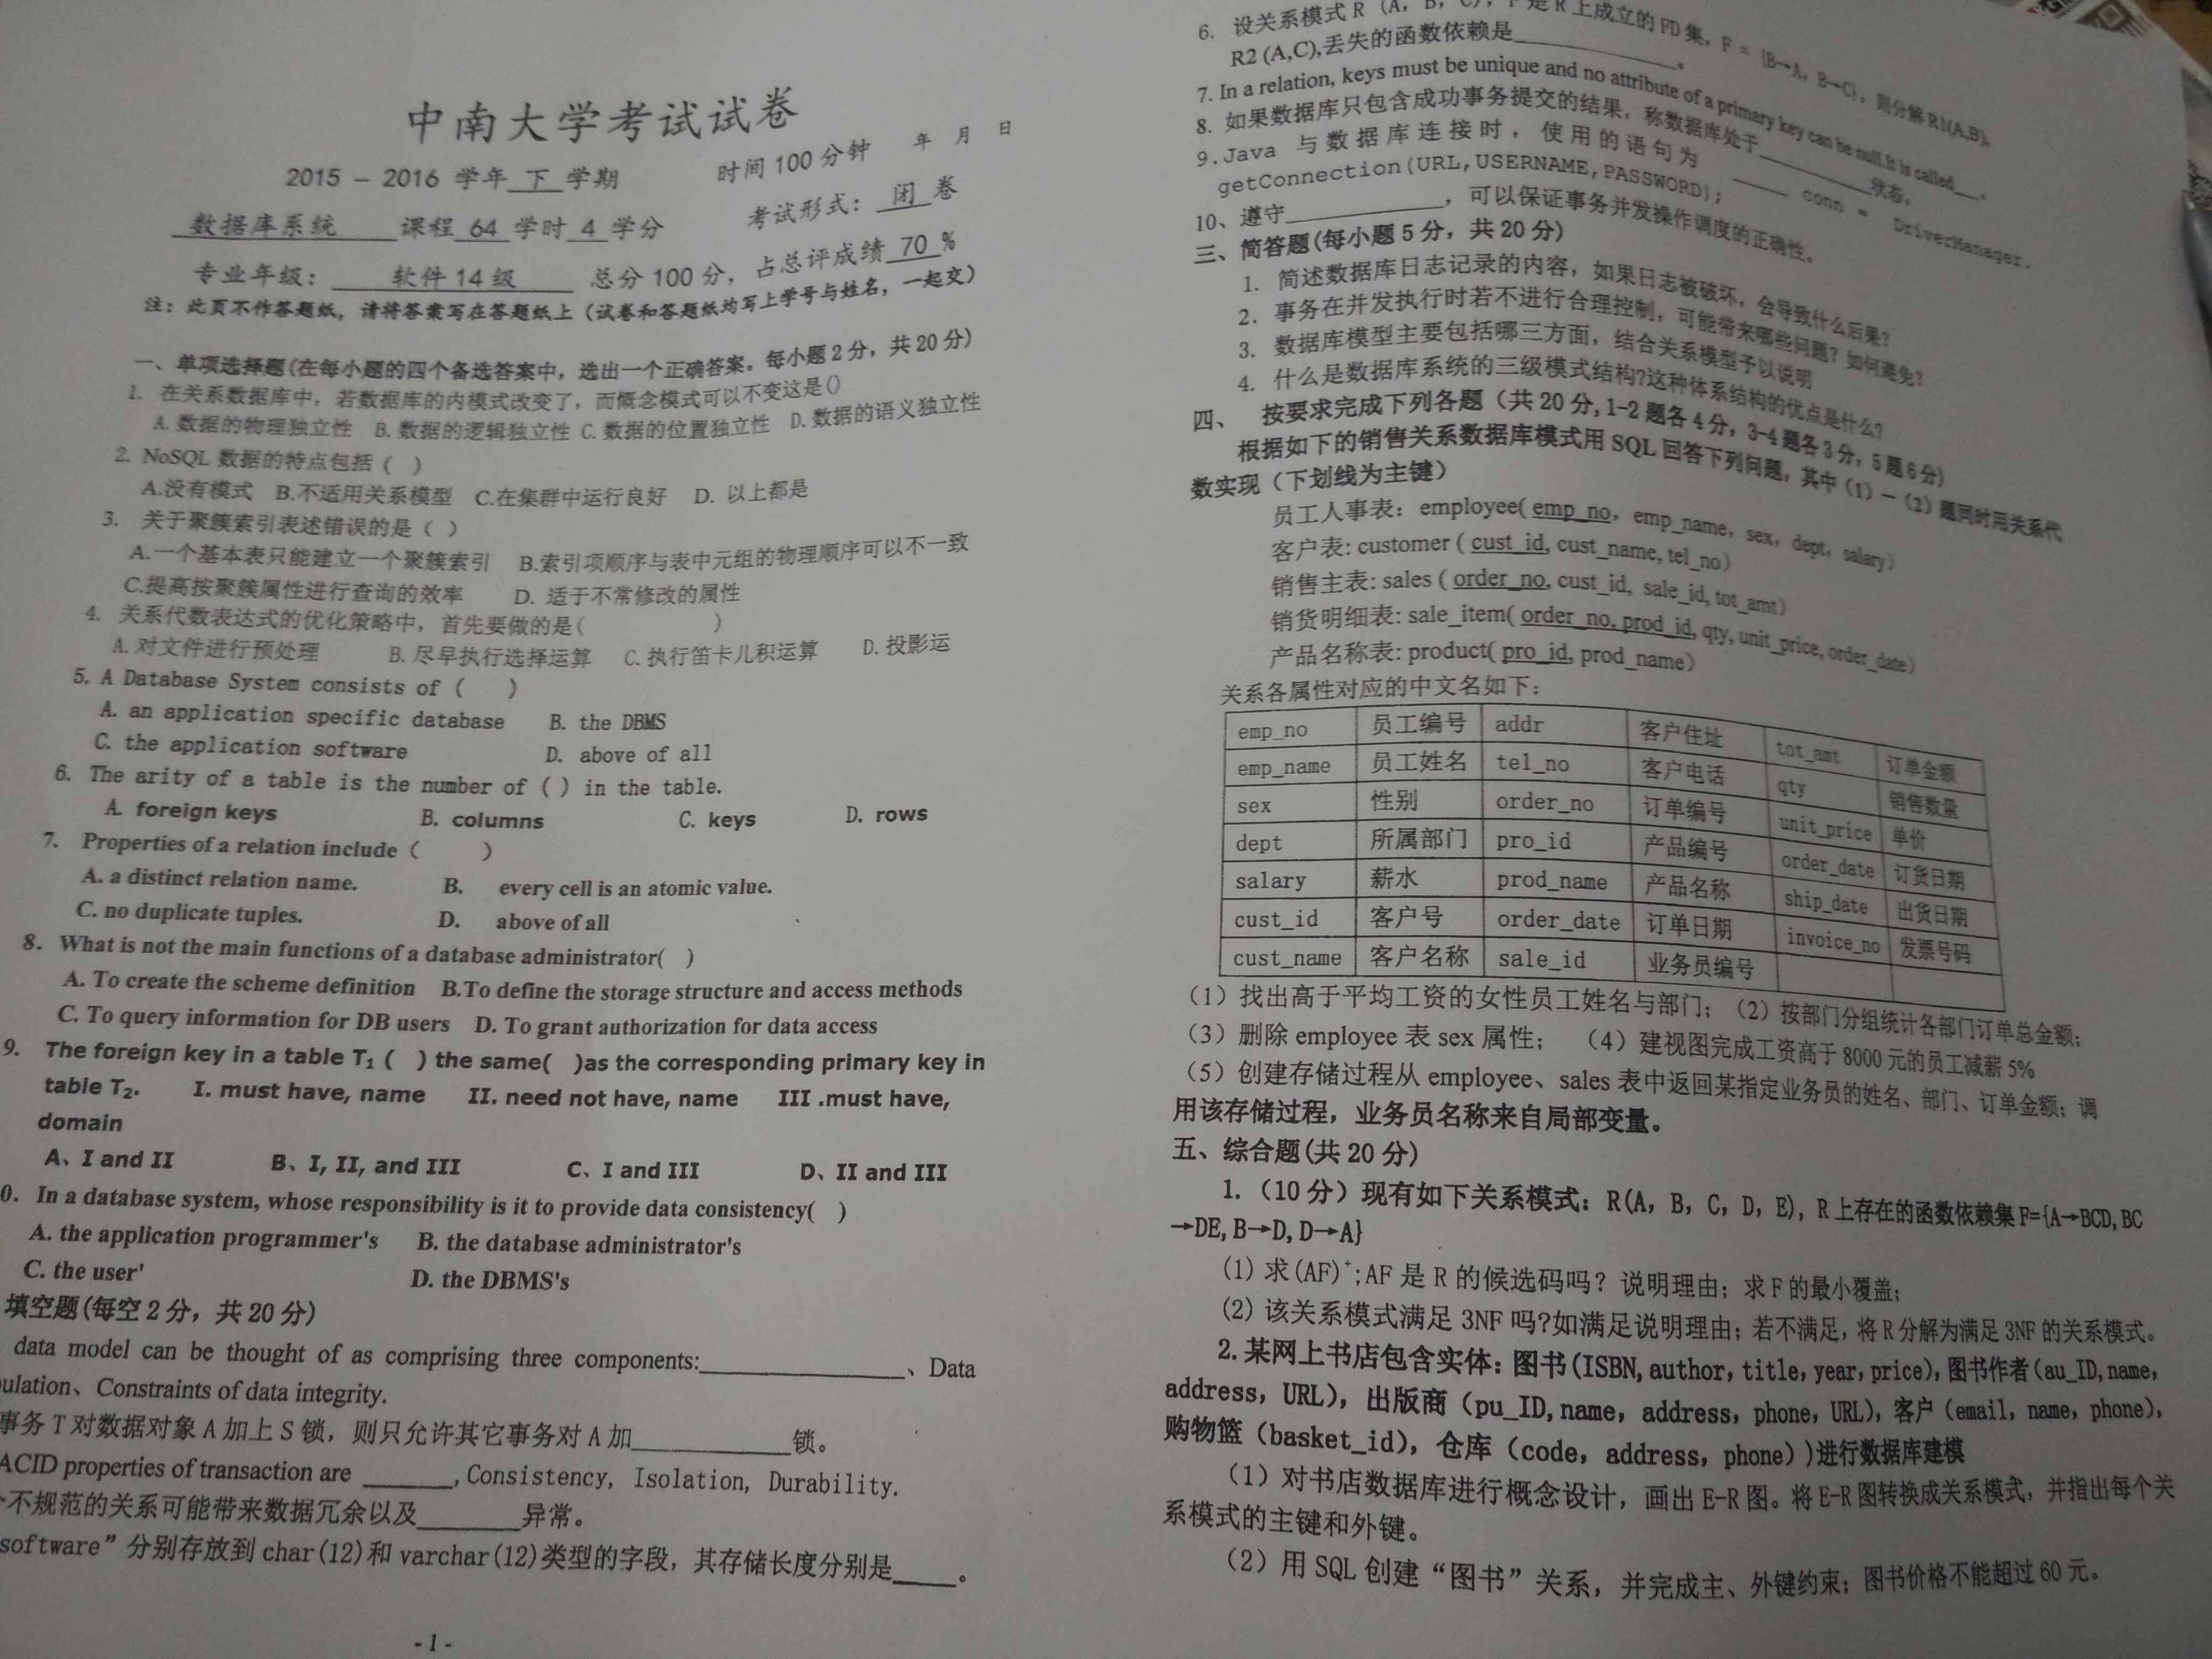 中南大学考试试卷
2015 - 2016 学年 下 学期 时间 100 分钟 年 月 日
数据库系统 课程 64 学时 4 学分 考试形式： 闭 卷
专业年级： 软件 14 级 总分 100 分， 占总评成绩 70 %
注：此页不作答题纸，请将答案写在答题纸上（试卷和答题纸均写上学号与姓名，一起交）
一、单项选择题(在每小题的四个备选答案中，选出一个正确答案。每小题 2 分，共 20 分)
1. 在关系数据库中，若数据库的内模式改变了，而概念模式可以不变这是()
A. 数据的物理独立性 B. 数据的逻辑独立性 C. 数据的位置独立性 D. 数据的语义独立性
2. NoSQL 数据的特点包括（ ）
A.没有模式 B.不适用关系模型 C.在集群中运行良好 D. 以上都是
3. 关于聚簇索引表述错误的是（ ）
A.一个基本表只能建立一个聚簇索引 B.索引项顺序与表中元组的物理顺序可以不一致
C.提高按聚簇属性进行查询的效率 D. 适于不常修改的属性
4. 关系代数表达式的优化策略中，首先要做的是( )
A. 对文件进行预处理 B. 尽早执行选择运算 C. 执行笛卡儿积运算 D. 投影运
5. A Database System consists of ( )
A. an application specific database B. the DBMS
C. the application software D. above of all
6. The arity of a table is the number of ( ) in the table.
A. foreign keys B. columns C. keys D. rows
7. Properties of a relation include ( )
A. a distinct relation name. B. every cell is an atomic value.
C. no duplicate tuples. D. above of all
8. What is not the main functions of a database administrator( )
A. To create the scheme definition B.To define the storage structure and access methods
C. To query information for DB users D. To grant authorization for data access
9. The foreign key in a table T₁ ( ) the same( )as the corresponding primary key in
table T₂. I. must have, name II. need not have, name III .must have,
domain
A、I and II B、I, II, and III C、I and III D、II and III
0. In a database system, whose responsibility is it to provide data consistency( )
A. the application programmer's B. the database administrator's
C. the user' D. the DBMS's
填空题(每空 2 分，共 20 分)
data model can be thought of as comprising three components:__________、Data
ulation、Constraints of data integrity.
事务 T 对数据对象 A 加上 S 锁，则只允许其它事务对 A 加__________锁。
ACID properties of transaction are ______, Consistency, Isolation, Durability.
不规范的关系可能带来数据冗余以及______异常。
software” 分别存放到 char(12)和 varchar(12)类型的字段，其存储长度分别是____。
- 1 -
6. 设关系模式 R（A，B，C），F 是 R 上成立的 FD 集，F = {B→A，B→C}，则分解 R1(A,B),
R2 (A,C),丢失的函数依赖是__________。
7. In a relation, keys must be unique and no attribute of a primary key can be null.It is called___.
8. 如果数据库只包含成功事务提交的结果，称数据库处于________状态。
9.Java 与数据库连接时，使用的语句为 ____ conn = DriverManager.
getConnection(URL,USERNAME,PASSWORD);
10、遵守__________，可以保证事务并发操作调度的正确性。
三、简答题(每小题 5 分，共 20 分)
1. 简述数据库日志记录的内容，如果日志被破坏，会导致什么后果？
2. 事务在并发执行时若不进行合理控制，可能带来哪些问题？如何避免？
3. 数据库模型主要包括哪三方面，结合关系模型予以说明
4. 什么是数据库系统的三级模式结构?这种体系结构的优点是什么？
四、 按要求完成下列各题（共 20 分,1-2 题各 4 分，3-4 题各 3 分，5 题 6 分)
根据如下的销售关系数据库模式用 SQL 回答下列问题，其中（1）—（2）题同时用关系代
数实现（下划线为主键）
员工人事表：employee( emp_no，emp_name，sex，dept，salary）
客户表: customer ( cust_id, cust_name, tel_no）
销售主表: sales ( order_no, cust_id, sale_id, tot_amt）
销货明细表: sale_item( order_no, prod_id, qty, unit_price, order_date）
产品名称表: product( pro_id, prod_name）
关系各属性对应的中文名如下：
emp_no 员工编号 addr 客户住址 tot_amt 订单金额
emp_name 员工姓名 tel_no 客户电话 qty 销售数量
sex 性别 order_no 订单编号 unit_price 单价
dept 所属部门 pro_id 产品编号 order_date 订货日期
salary 薪水 prod_name 产品名称 ship_date 出货日期
cust_id 客户号 order_date 订单日期 invoice_no 发票号码
cust_name 客户名称 sale_id 业务员编号
（1）找出高于平均工资的女性员工姓名与部门；（2）按部门分组统计各部门订单总金额；
（3）删除 employee 表 sex 属性； （4）建视图完成工资高于 8000 元的员工减薪 5%
（5）创建存储过程从 employee、sales 表中返回某指定业务员的姓名、部门、订单金额；调
用该存储过程，业务员名称来自局部变量。
五、综合题(共 20 分)
1.（10 分）现有如下关系模式：R(A，B，C，D，E)，R 上存在的函数依赖集 F={A→BCD, BC
→DE, B→D, D→A}
(1) 求(AF)⁺;AF 是 R 的候选码吗？说明理由；求 F 的最小覆盖；
(2) 该关系模式满足 3NF 吗?如满足说明理由；若不满足，将 R 分解为满足 3NF 的关系模式。
2.某网上书店包含实体：图书(ISBN, author，title，year，price)，图书作者(au_ID, name，
address，URL)，出版商（pu_ID, name，address，phone，URL)，客户（email，name，phone)，
购物篮（basket_id)，仓库（code，address，phone）)进行数据库建模
（1）对书店数据库进行概念设计，画出 E-R 图。将 E-R 图转换成关系模式，并指出每个关
系模式的主键和外键。
（2）用 SQL 创建“图书”关系，并完成主、外键约束；图书价格不能超过 60 元。